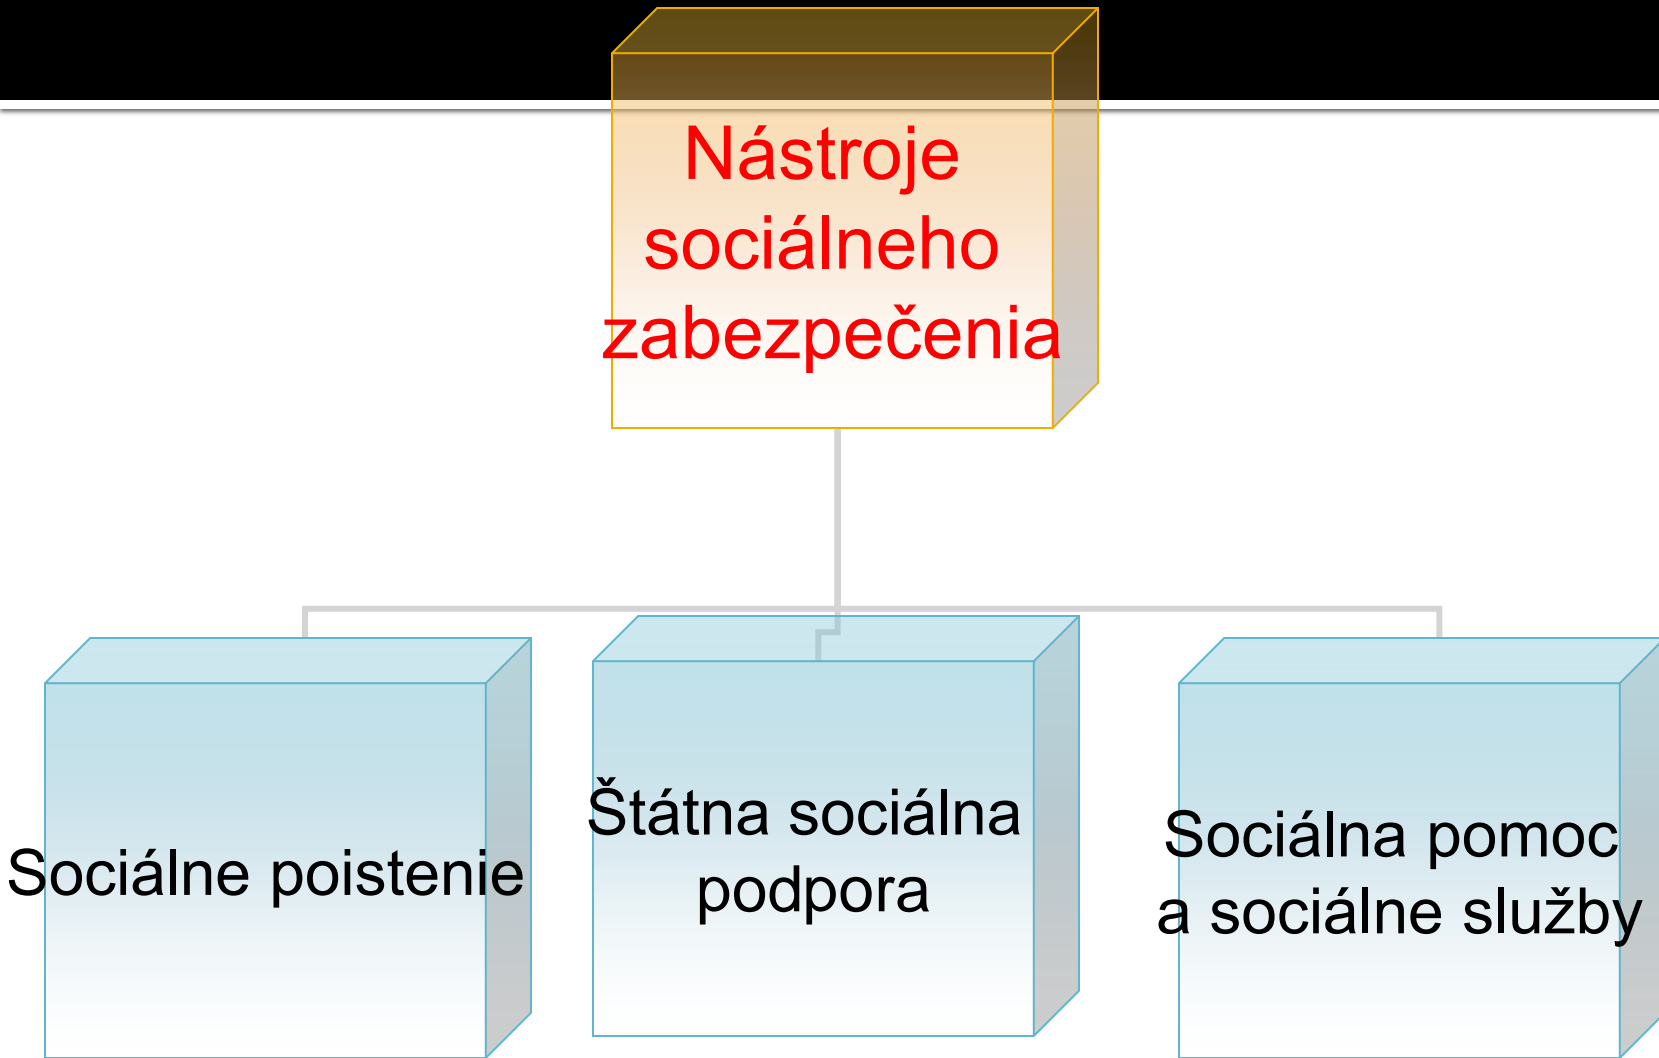 Nástroje
sociálneho
zabezpečenia
Sociálne poistenie
Štátna sociálna
podpora
Sociálna pomoc
a sociálne služby